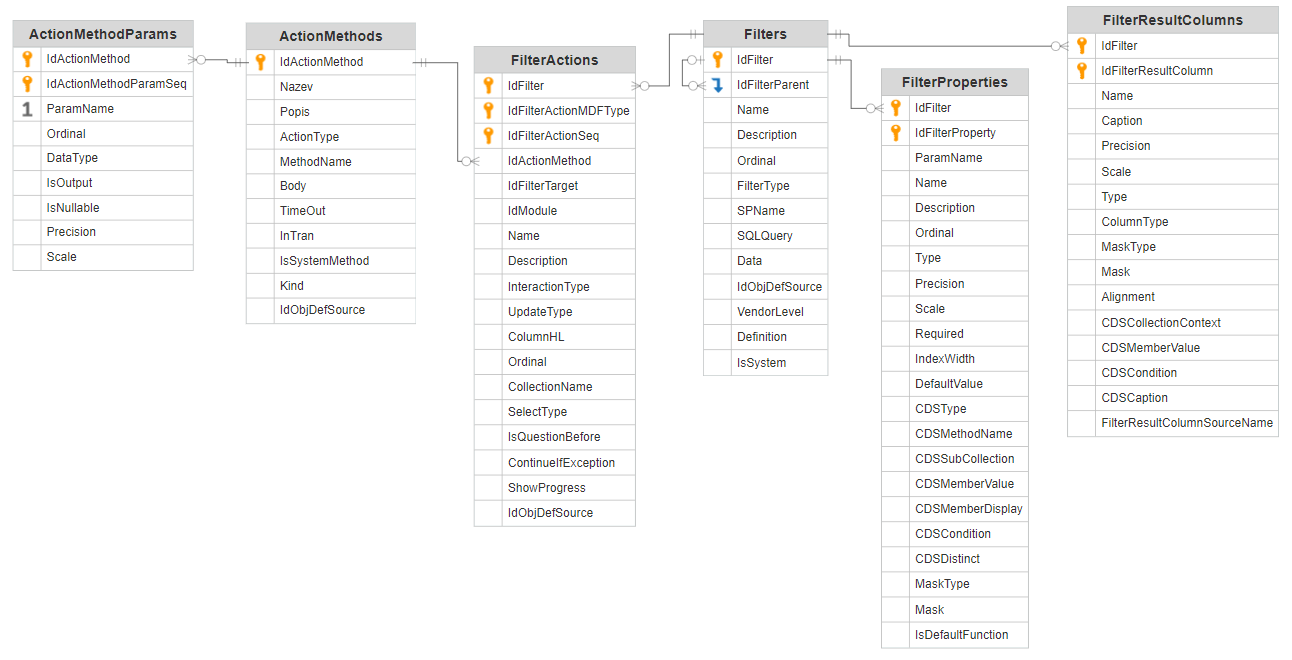 ActionMethodParams
IdActionMethod
IdActionMethodParamSeq
1 ParamName
Ordinal
DataType
IsOutput
IsNullable
Precision
Scale
ActionMethods
IdActionMethod
Nazev
Popis
ActionType
MethodName
Body
TimeOut
InTran
IsSystemMethod
Kind
IdObjDefSource
FilterActions
IdFilter
IdFilterActionMDFType
IdFilterActionSeq
IdActionMethod
IdFilterTarget
IdModule
Name
Description
InteractionType
UpdateType
ColumnHL
Ordinal
CollectionName
SelectType
IsQuestionBefore
ContinueIfException
ShowProgress
IdObjDefSource
Filters
IdFilter
IdFilterParent
Name
Description
Ordinal
FilterType
SPName
SQLQuery
Data
IdObjDefSource
VendorLevel
Definition
IsSystem
FilterProperties
IdFilter
IdFilterProperty
ParamName
Name
Description
Ordinal
Type
Precision
Scale
Required
IndexWidth
DefaultValue
CDSType
CDSMethodName
CDSSubCollection
CDSMemberValue
CDSMemberDisplay
CDSCondition
CDSDistinct
MaskType
Mask
IsDefaultFunction
FilterResultColumns
IdFilter
IdFilterResultColumn
Name
Caption
Precision
Scale
Type
ColumnType
MaskType
Mask
Alignment
CDSCollectionContext
CDSMemberValue
CDSCondition
CDSCaption
FilterResultColumnSourceName